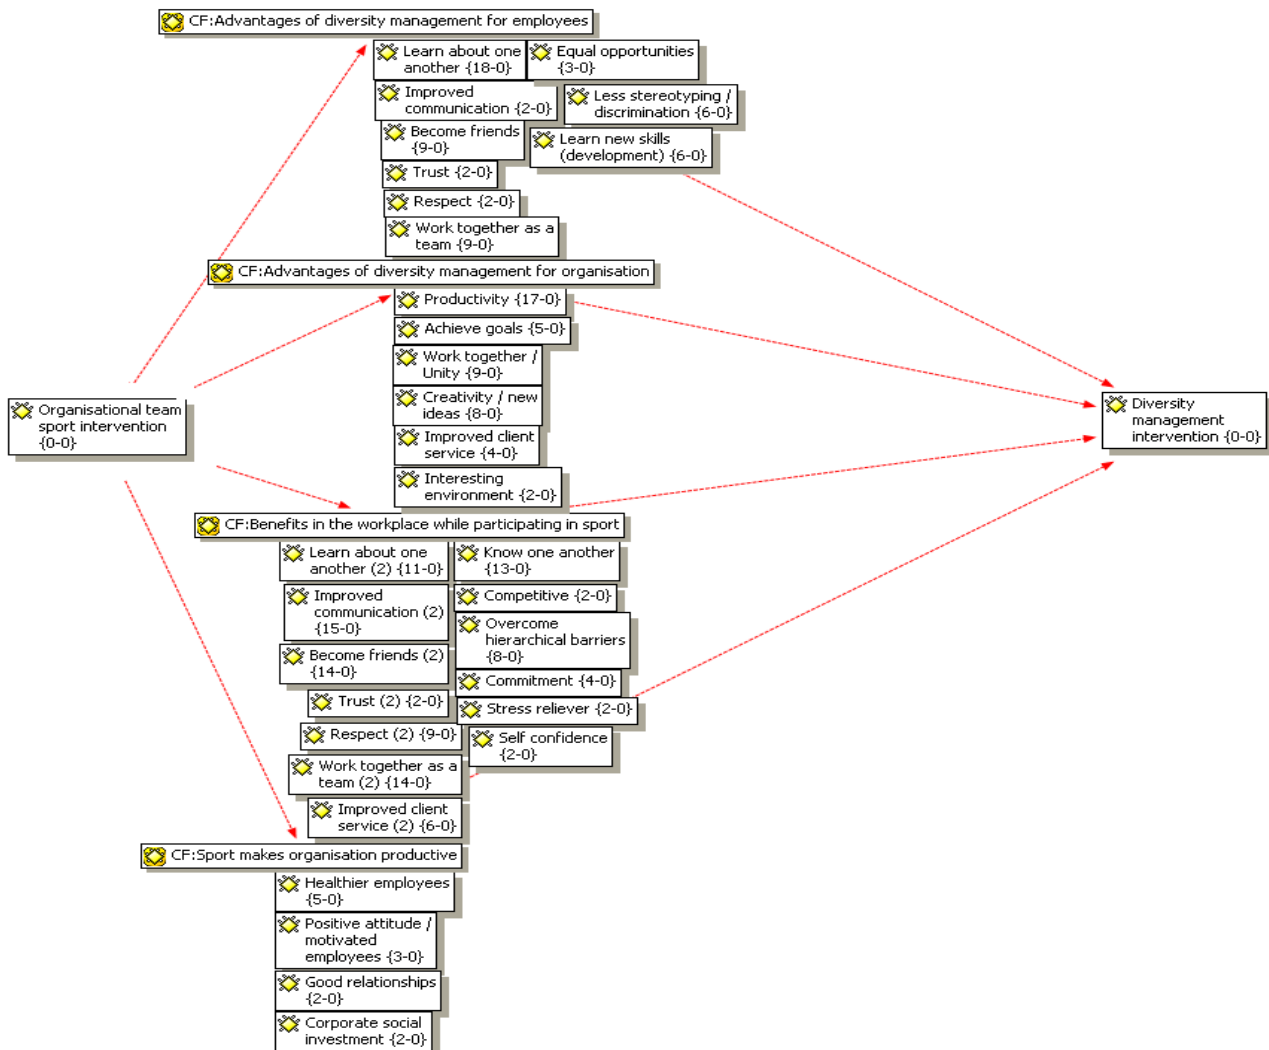 CF:Advantages of diversity management for employees
Learn about one
another {18-0}
Equal opportunities
{3-0}
Improved
communication {2-0}
Less stereotyping /
discrimination {6-0}
Become friends
{9-0}
Learn new skills
(development) {6-0}
Trust {2-0}
Respect {2-0}
Work together as a
team {9-0}
CF:Advantages of diversity management for organisation
Productivity {17-0}
Achieve goals {5-0}
Work together /
Unity {9-0}
Creativity / new
ideas {8-0}
Improved client
service {4-0}
Interesting
environment {2-0}
Organisational team
sport intervention
{0-0}
Diversity
management
intervention {0-0}
CF:Benefits in the workplace while participating in sport
Learn about one
another (2) {11-0}
Know one another
{13-0}
Improved
communication (2)
{15-0}
Competitive {2-0}
Overcome
hierarchical barriers
{8-0}
Become friends (2)
{14-0}
Commitment {4-0}
Trust (2) {2-0}
Stress reliever {2-0}
Respect (2) {9-0}
Self confidence
{2-0}
Work together as a
team (2) {14-0}
Improved client
service (2) {6-0}
CF:Sport makes organisation productive
Healthier employees
{5-0}
Positive attitude /
motivated
employees {3-0}
Good relationships
{2-0}
Corporate social
investment {2-0}